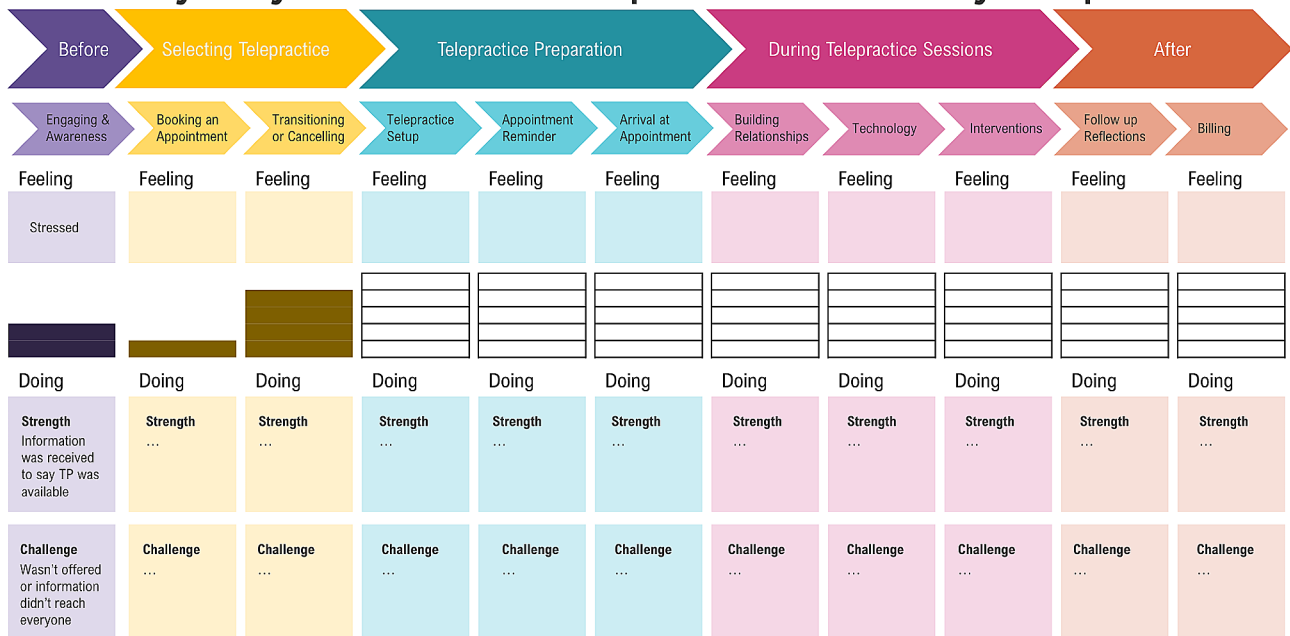 Before
Selecting Telepractice
Telepractice Preparation
During Telepractice Sessions
After
Engaging &
Awareness
Booking an
Appointment
Transitioning
or Cancelling
Telepractice
Setup
Appointment
Reminder
Arrival at
Appointment
Building
Relationships
Technology
Interventions
Follow up
Reflections
Billing
Feeling
Feeling
Feeling
Feeling
Feeling
Feeling
Feeling
Feeling
Feeling
Feeling
Feeling
Stressed
Doing
Doing
Doing
Doing
Doing
Doing
Doing
Doing
Doing
Doing
Doing
Strength
Information
was received
to say TP was
available
Strength
...
Strength
...
Strength
...
Strength
...
Strength
...
Strength
...
Strength
...
Strength
...
Strength
...
Strength
...
Challenge
Wasn't offered
or information
didn't reach
everyone
Challenge
...
Challenge
...
Challenge
...
Challenge
...
Challenge
...
Challenge
...
Challenge
...
Challenge
...
Challenge
...
Challenge
...